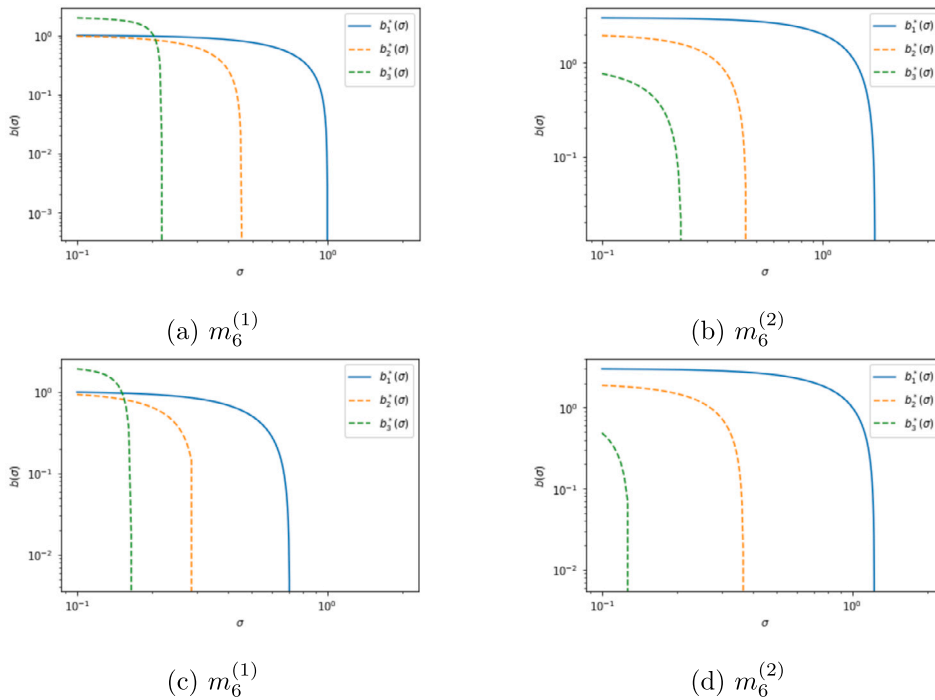 10⁰
10⁻¹
10⁻²
10⁻³
b(σ)
b₁*(σ)
b₂*(σ)
b₃*(σ)
10⁻¹
10⁰
σ
(a) m₆⁽¹⁾
10⁰
10⁻¹
b(σ)
b₁*(σ)
b₂*(σ)
b₃*(σ)
10⁻¹
10⁰
σ
(b) m₆⁽²⁾
10⁰
10⁻¹
10⁻²
b(σ)
b₁*(σ)
b₂*(σ)
b₃*(σ)
10⁻¹
10⁰
σ
(c) m₆⁽¹⁾
10⁰
10⁻¹
10⁻²
b(σ)
b₁*(σ)
b₂*(σ)
b₃*(σ)
10⁻¹
10⁰
σ
(d) m₆⁽²⁾